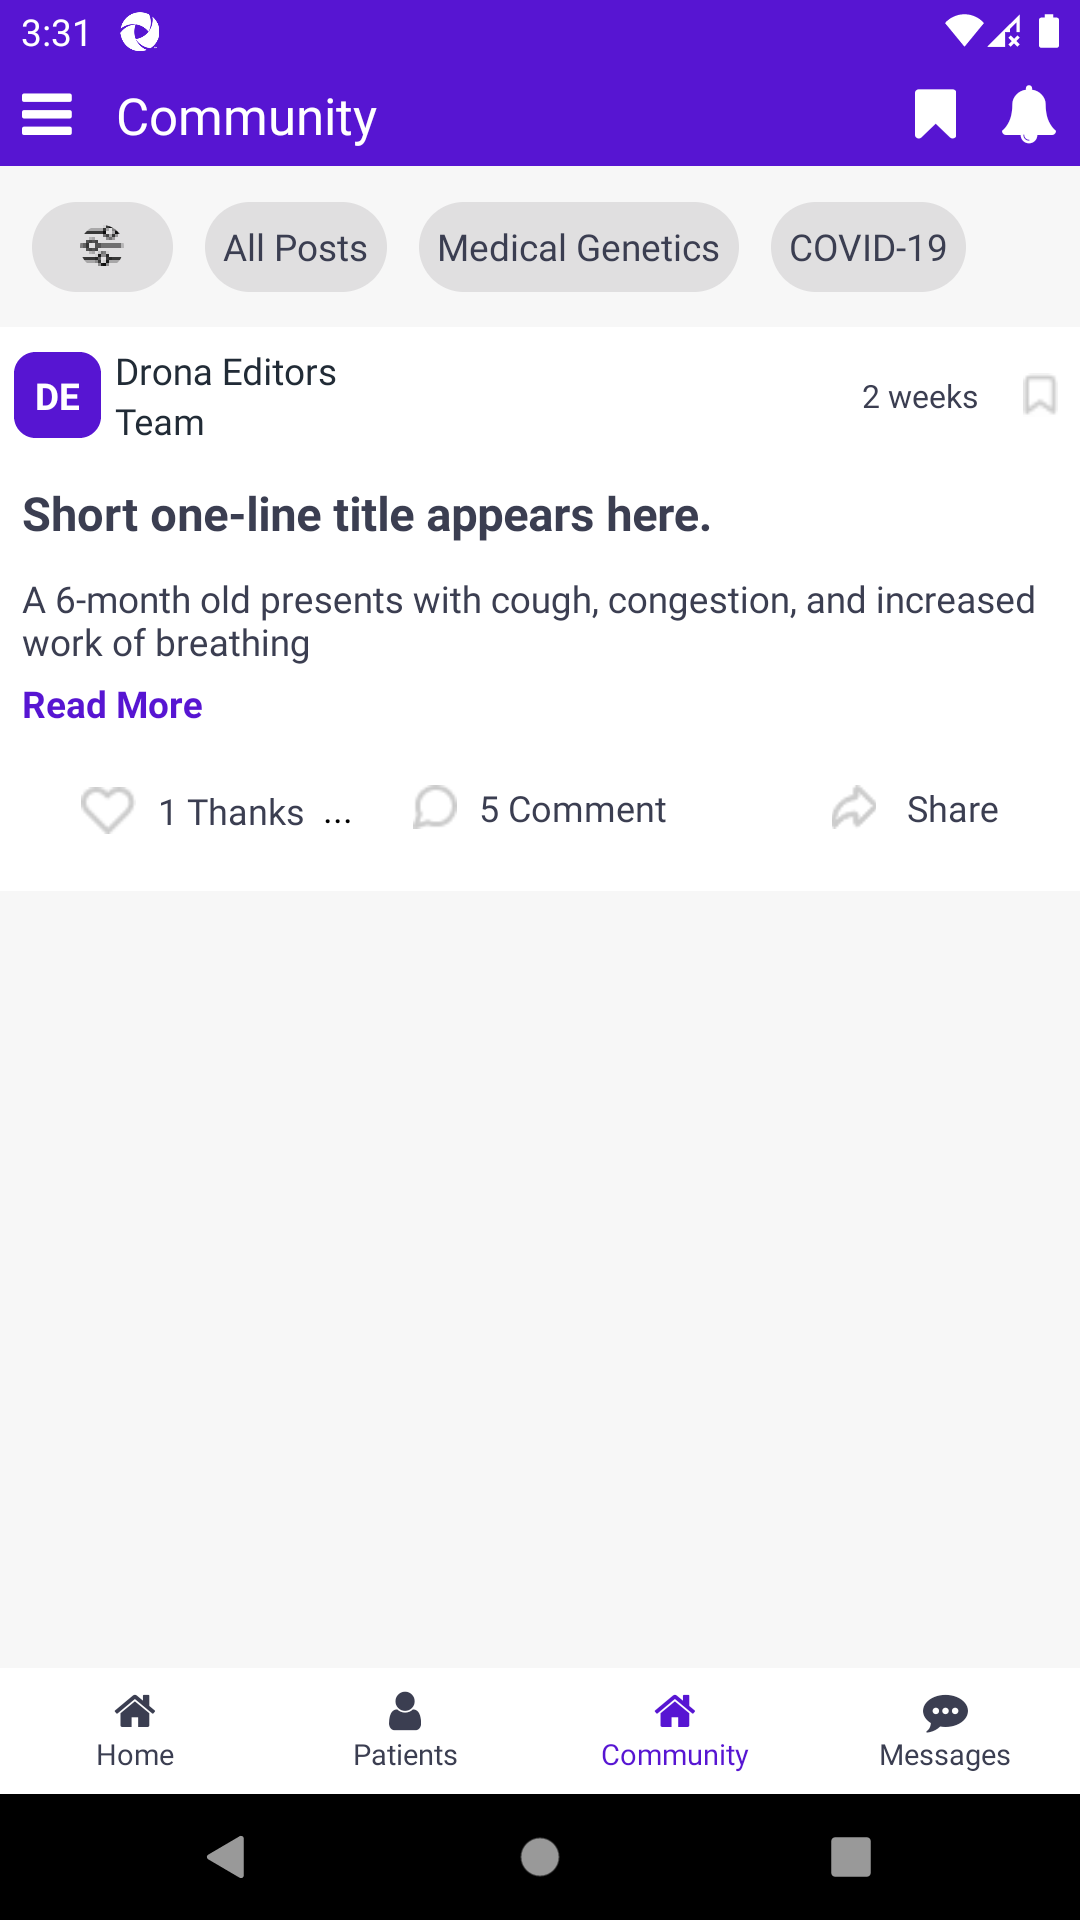 3:31
Community
All Posts
Medical Genetics
COVID-19
DE
Drona Editors
Team
2 weeks
Short one-line title appears here.
A 6-month old presents with cough, congestion, and increased
work of breathing
Read More
1 Thanks ...
5 Comment
Share
Home
Patients
Community
Messages